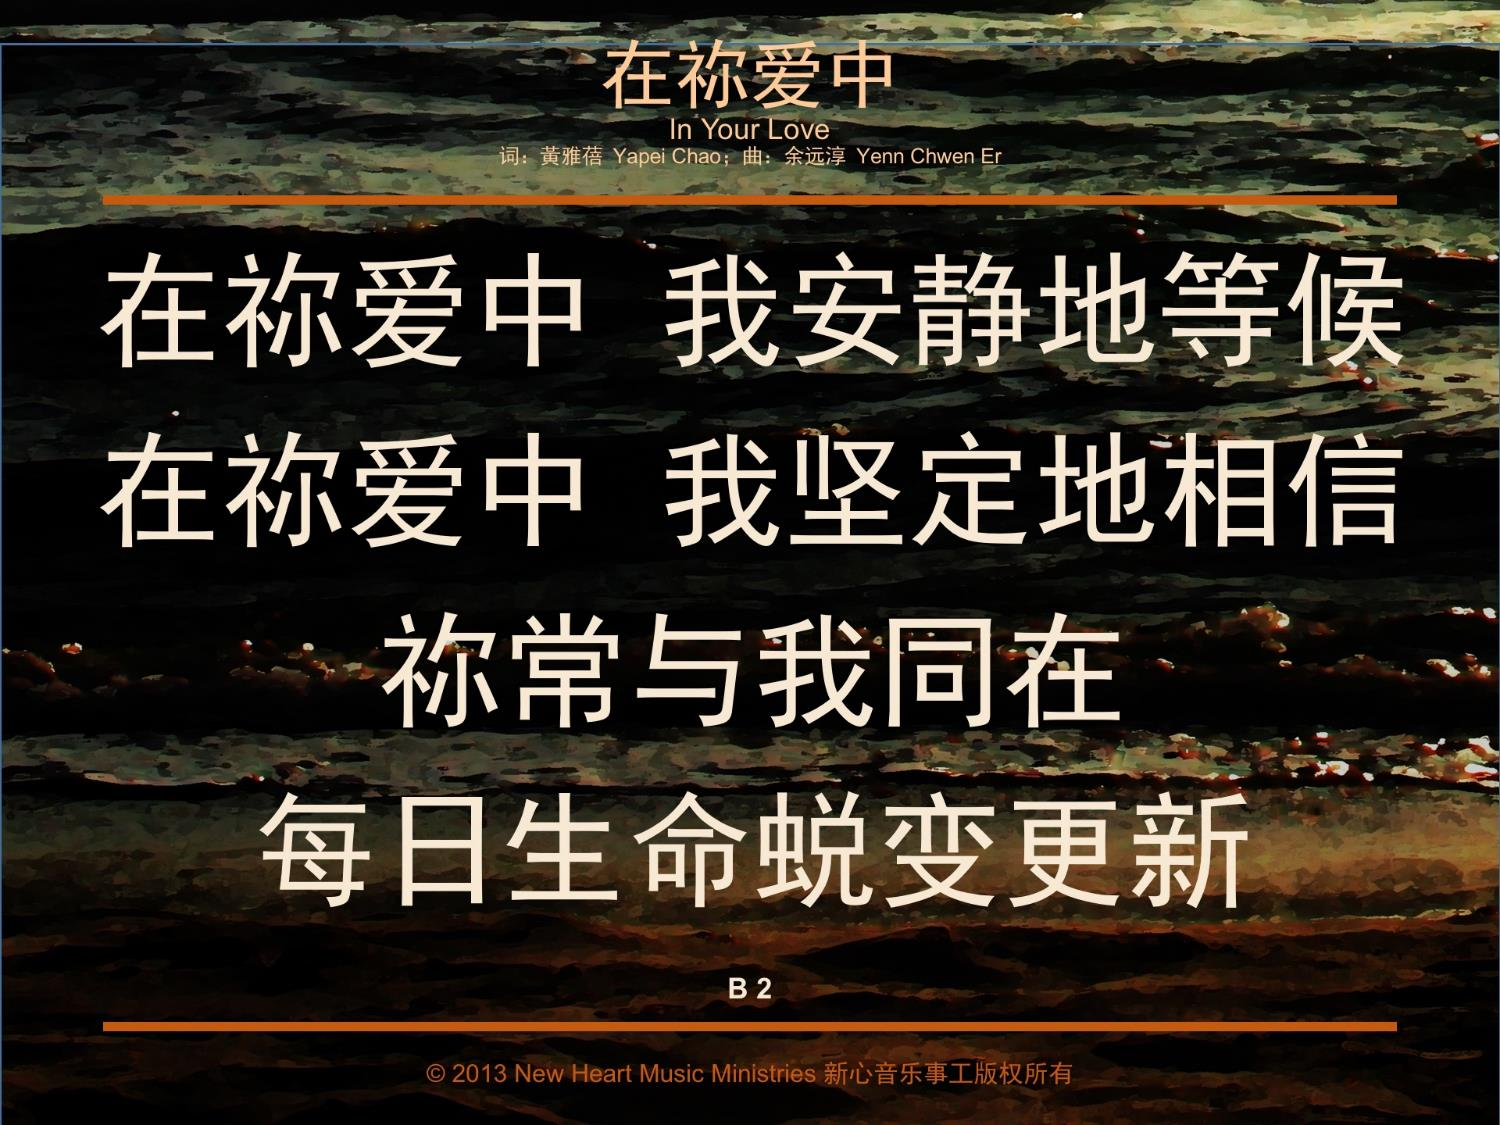 在祢爱中
In Your Love
词：黃雅蓓 Yapei Chao；曲：余远淳 Yenn Chwen Er
在祢爱中 我安静地等候
在祢爱中 我坚定地相信
祢常与我同在
每日生命蜕变更新
B 2
© 2013 New Heart Music Ministries 新心音乐事工版权所有